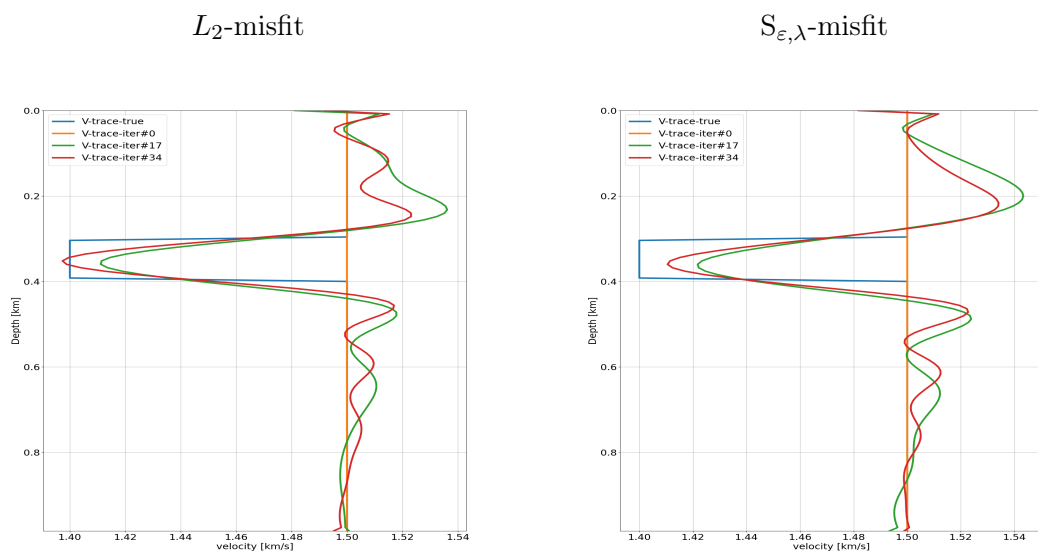 L₂-misfit
S_{ε,λ}-misfit
0.0
V-trace-true
V-trace-iter#0
V-trace-iter#17
V-trace-iter#34
0.2
0.4
Depth [km]
0.6
0.8
1.40 1.42 1.44 1.46 1.48 1.50 1.52 1.54
velocity [km/s]
0.0
V-trace-true
V-trace-iter#0
V-trace-iter#17
V-trace-iter#34
0.2
0.4
Depth [km]
0.6
0.8
1.40 1.42 1.44 1.46 1.48 1.50 1.52 1.54
velocity [km/s]